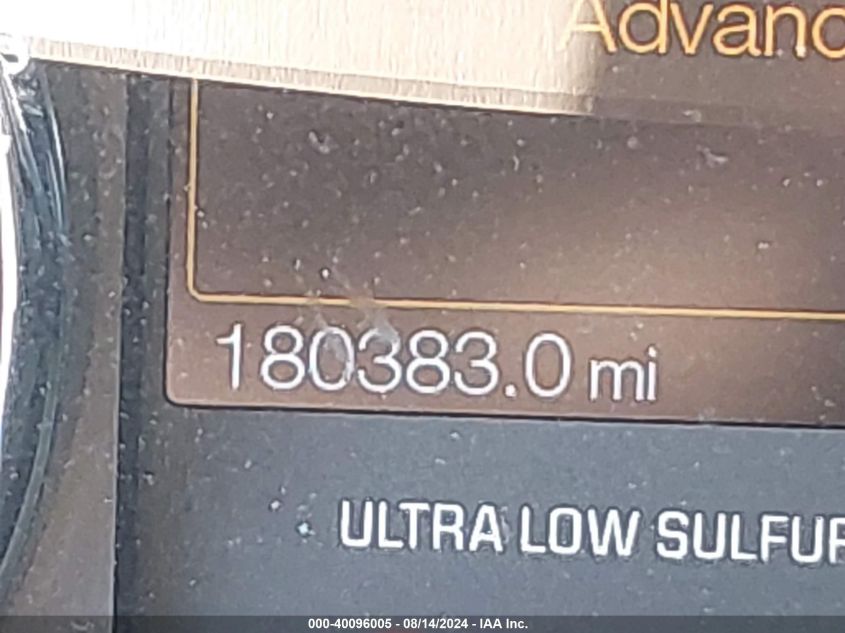 Advanc
180383.0 mi
ULTRA LOW SULFUR
000-40096005 - 08/14/2024 - IAA Inc.